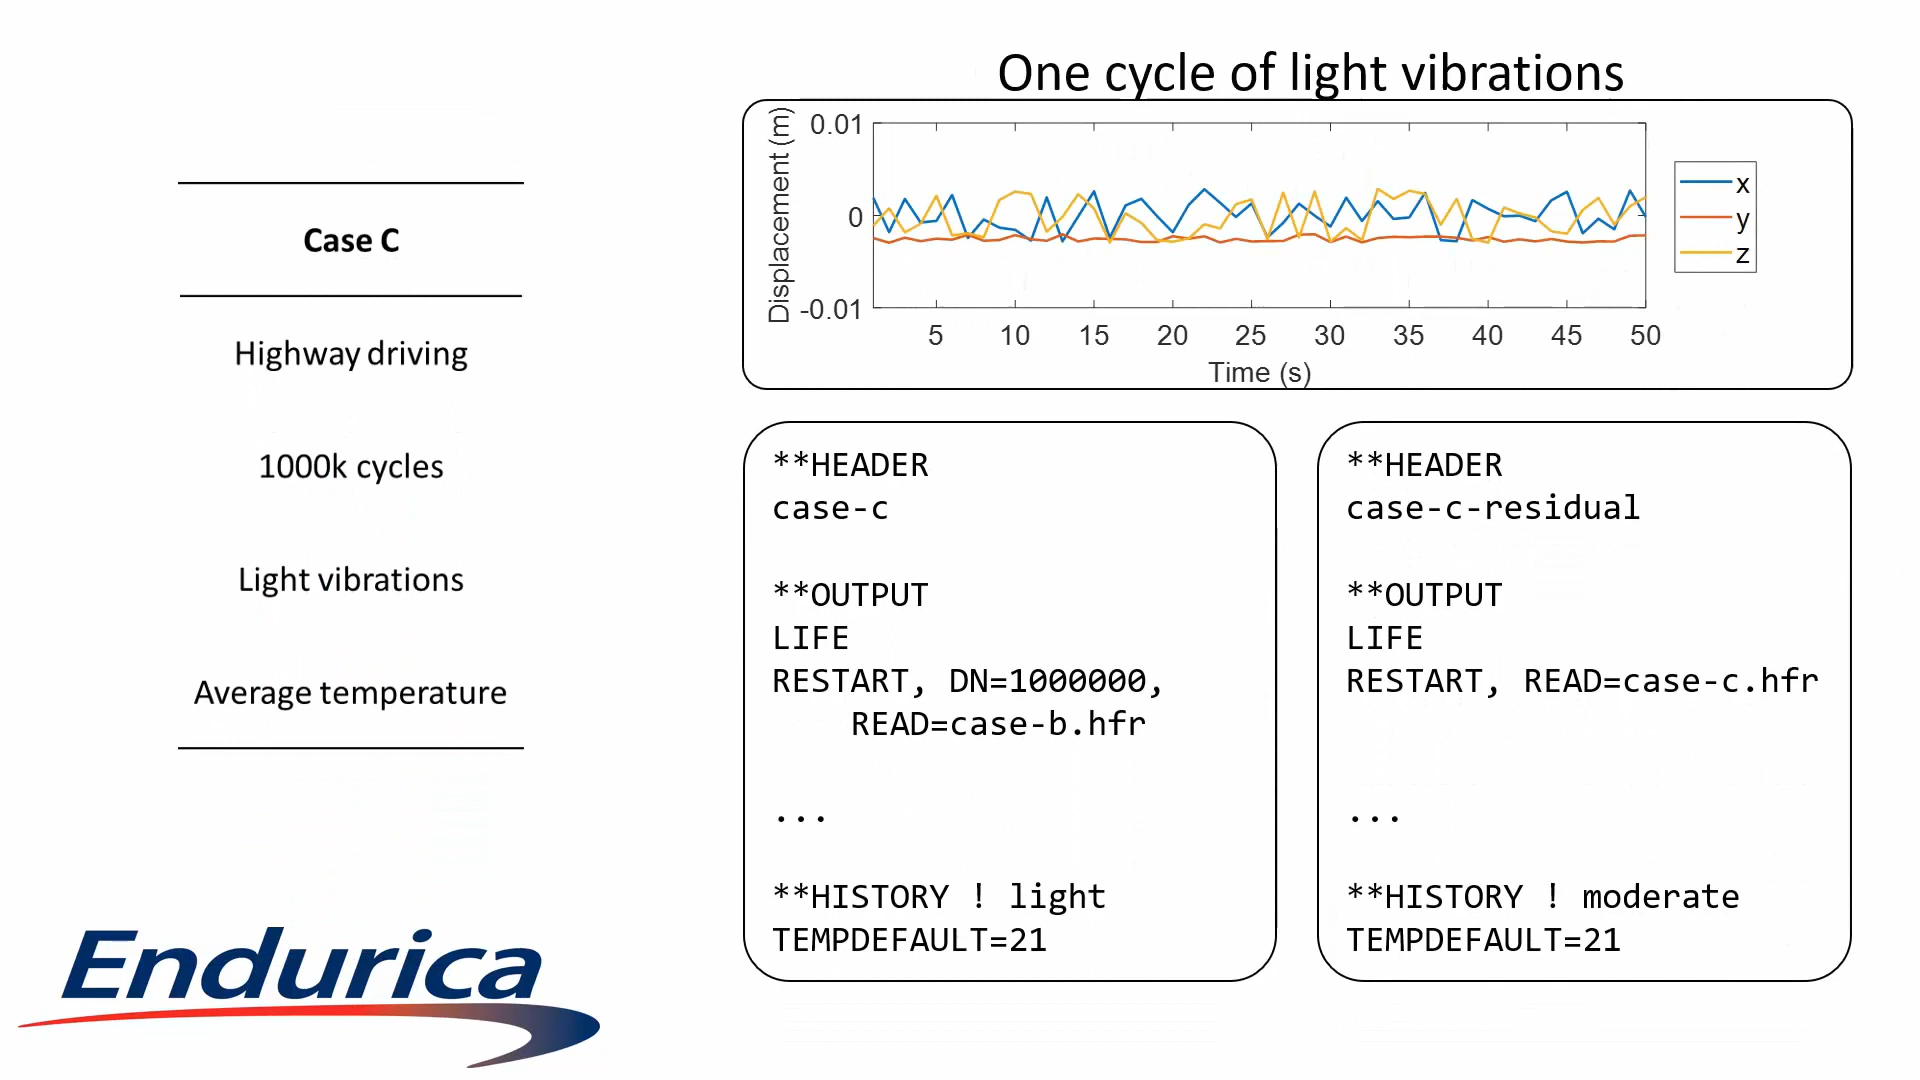 Case C
Highway driving
1000k cycles
Light vibrations
Average temperature
Endurica
One cycle of light vibrations
Displacement (m)
0.01
0
-0.01
5 10 15 20 25 30 35 40 45 50
Time (s)
x
y
z
**HEADER
case-c
**OUTPUT
LIFE
RESTART, DN=1000000,
READ=case-b.hfr
...
**HISTORY ! light
TEMPDEFAULT=21
**HEADER
case-c-residual
**OUTPUT
LIFE
RESTART, READ=case-c.hfr
...
**HISTORY ! moderate
TEMPDEFAULT=21